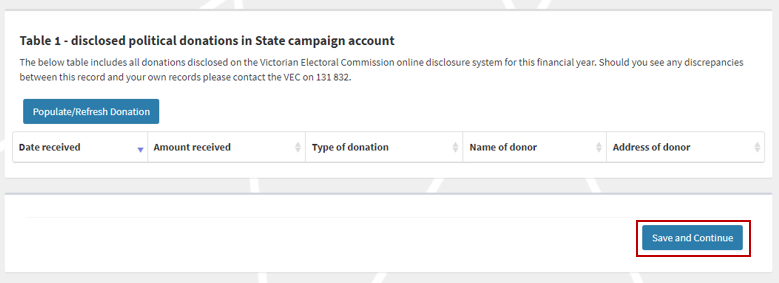 Table 1 - disclosed political donations in State campaign account
The below table includes all donations disclosed on the Victorian Electoral Commission online disclosure system for this financial year. Should you see any discrepancies
between this record and your own records please contact the VEC on 131 832.
Populate/Refresh Donation
Date received Amount received Type of donation Name of donor Address of donor
Save and Continue